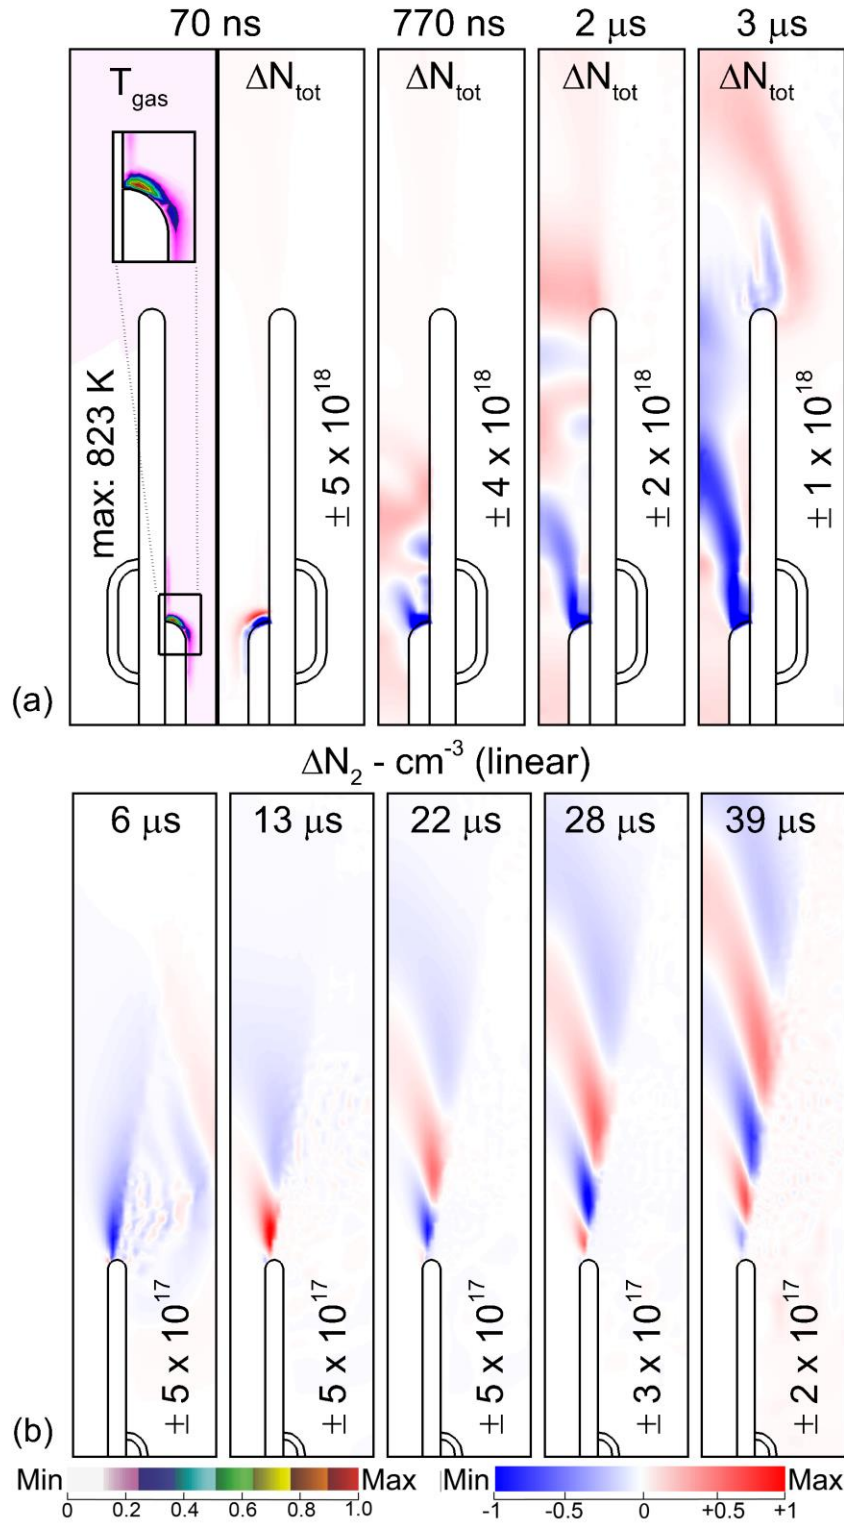 70 ns 770 ns 2 μs 3 μs
T_gas ΔN_tot ΔN_tot ΔN_tot ΔN_tot
max: 823 K
± 5 x 10^18
± 4 x 10^18
± 2 x 10^18
± 1 x 10^18
(a)
ΔN_2 - cm^-3 (linear)
6 μs 13 μs 22 μs 28 μs 39 μs
± 5 x 10^17
± 5 x 10^17
± 5 x 10^17
± 3 x 10^17
± 2 x 10^17
(b)
Min Max Min Max
0 0.2 0.4 0.6 0.8 1.0 -1 -0.5 0 +0.5 +1